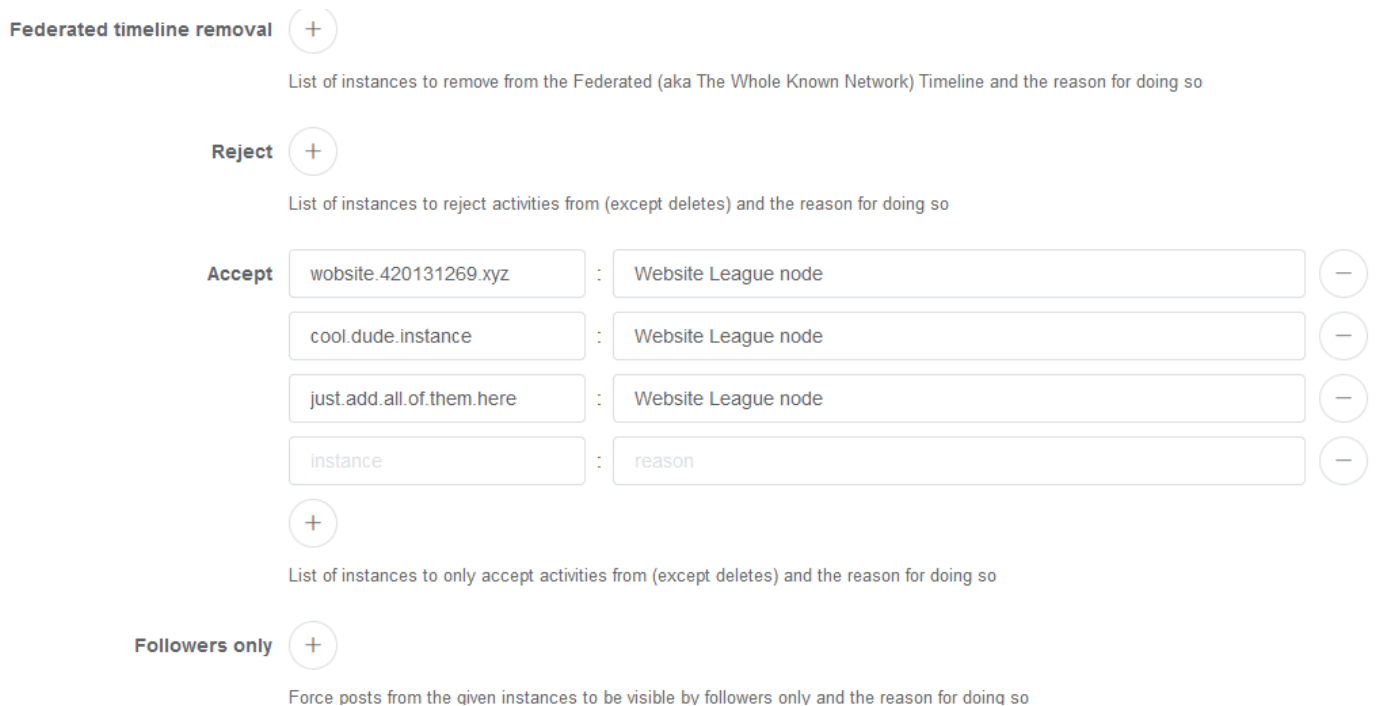 Federated timeline removal +
List of instances to remove from the Federated (aka The Whole Known Network) Timeline and the reason for doing so
Reject +
List of instances to reject activities from (except deletes) and the reason for doing so
Accept wobsite.420131269.xyz : Website League node −
cool.dude.instance : Website League node −
just.add.all.of.them.here : Website League node −
instance : reason −
+
List of instances to only accept activities from (except deletes) and the reason for doing so
Followers only +
Force posts from the given instances to be visible by followers only and the reason for doing so